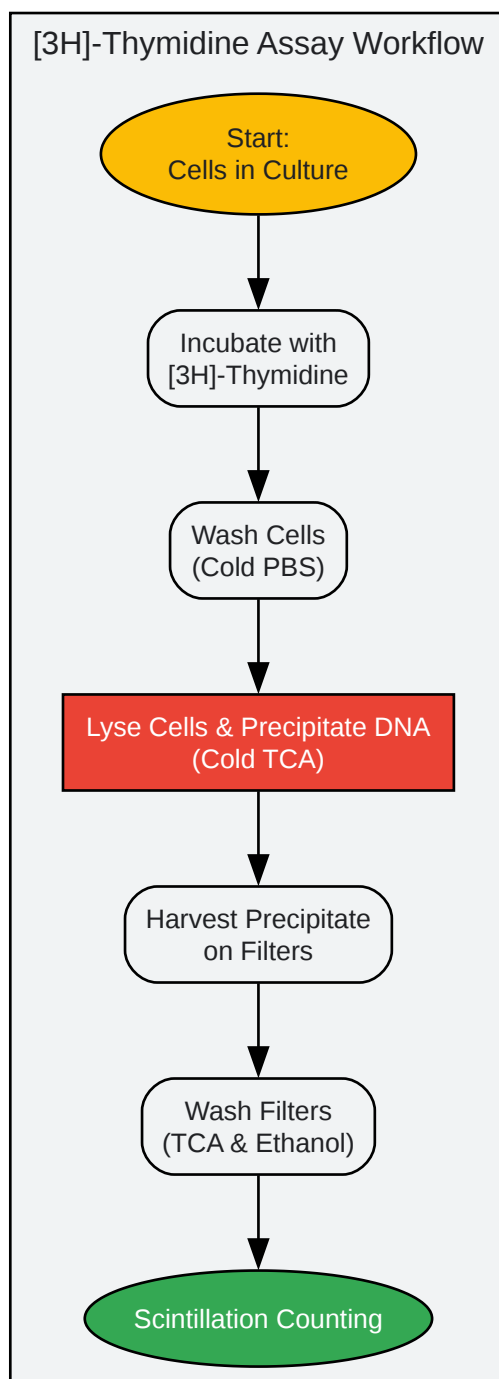 [3H]-Thymidine Assay Workflow
Start:
Cells in Culture
Incubate with
[3H]-Thymidine
Wash Cells
(Cold PBS)
Lyse Cells & Precipitate DNA
(Cold TCA)
Harvest Precipitate
on Filters
Wash Filters
(TCA & Ethanol)
Scintillation Counting